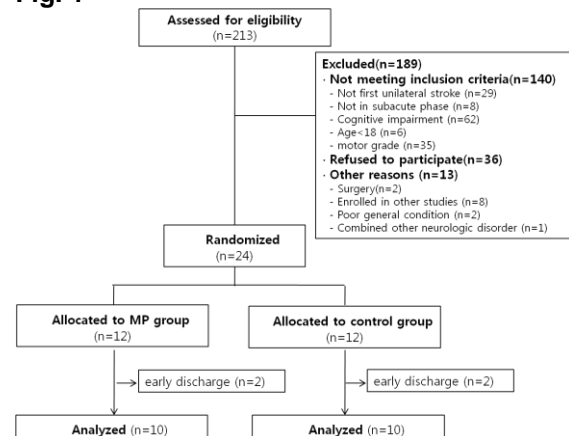 Assessed for eligibility
(n=213)
Excluded(n=189)
· Not meeting inclusion criteria(n=140)
- Not first unilateral stroke (n=29)
- Not in subacute phase (n=8)
- Cognitive impairment (n=62)
- Age<18 (n=6)
- motor grade (n=35)
· Refused to participate(n=36)
· Other reasons (n=13)
- Surgery(n=2)
- Enrolled in other studies (n=8)
- Poor general condition (n=2)
- Combined other neurologic disorder (n=1)
Randomized
(n=24)
Allocated to MP group
(n=12)
Allocated to control group
(n=12)
early discharge (n=2)
early discharge (n=2)
Analyzed (n=10)
Analyzed (n=10)